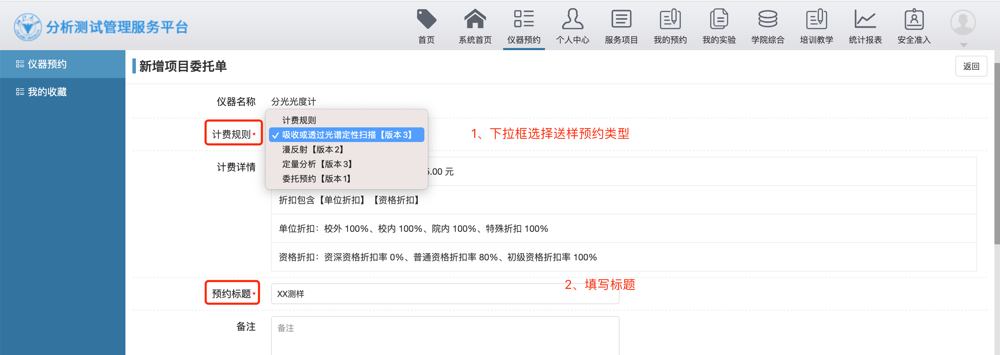 分析测试管理服务平台
首页 系统首页 仪器预约 个人中心 服务项目 我的预约 我的实验 学院综合 培训教学 统计报表 安全准入
仪器预约
我的收藏
新增项目委托单
返回
仪器名称 分光光度计
计费规则*
计费规则
✓ 吸收或透过光谱定性扫描【版本3】
漫反射【版本2】
定量分析【版本3】
委托预约【版本1】
1、下拉框选择送样预约类型
计费详情
.00 元
折扣包含【单位折扣】【资格折扣】
单位折扣：校外 100%、校内 100%、院内 100%、特殊折扣 100%
资格折扣：资深资格折扣率 0%、普通资格折扣率 80%、初级资格折扣率 100%
2、填写标题
预约标题* XX测样
备注 备注